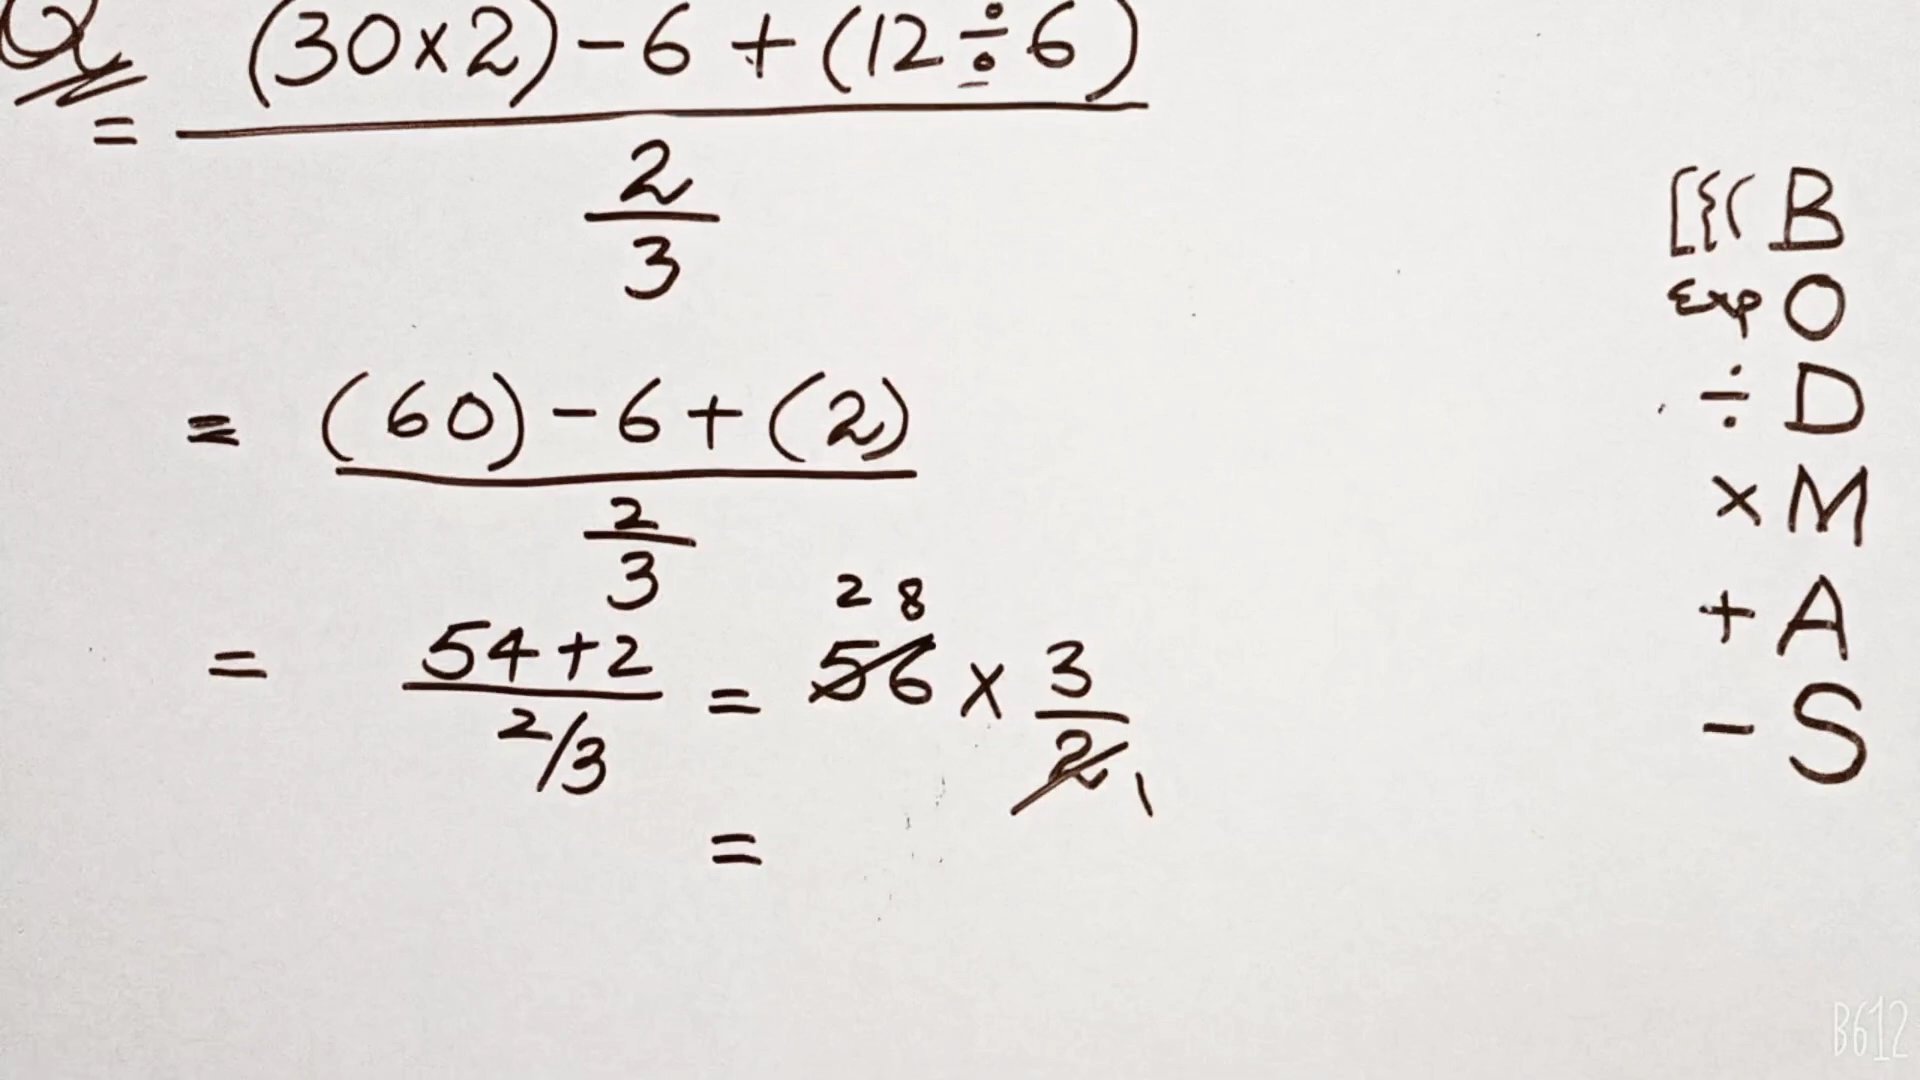 Q
(30×2)-6+(12÷6)
=
2
3
= (60)-6+(2)
2
3
= 54+2 = 56 × 3
2/3
28
2 1
=
[{( B
Exp O
÷ D
× M
+ A
- S
B612